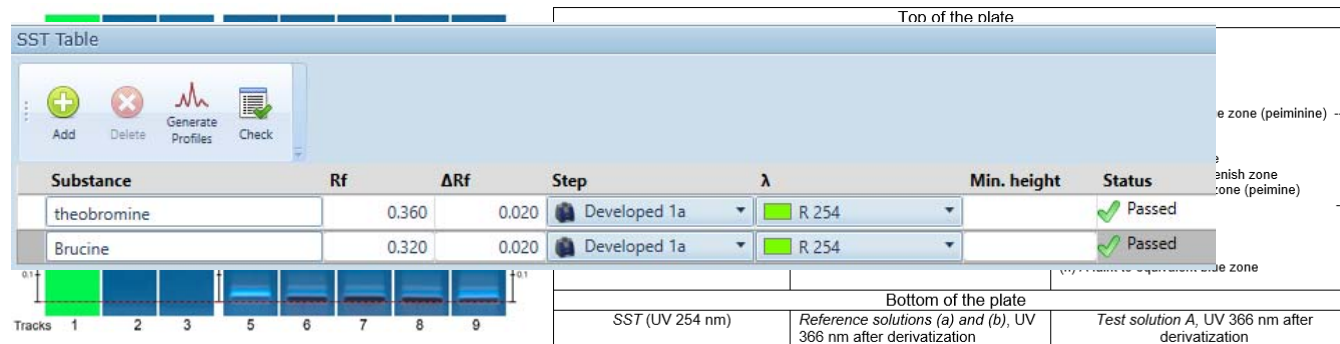 Top of the plate
SST Table
Add Delete Generate Profiles Check
e zone (peiminine)
enish zone
zone (peimine)
Substance Rf ΔRf Step λ Min. height Status
theobromine 0.360 0.020 Developed 1a R 254 Passed
Brucine 0.320 0.020 Developed 1a R 254 Passed
0.1 0.1
blue zone
Bottom of the plate
Tracks 1 2 3 5 6 7 8 9
SST (UV 254 nm) Reference solutions (a) and (b), UV Test solution A, UV 366 nm after
366 nm after derivatization derivatization